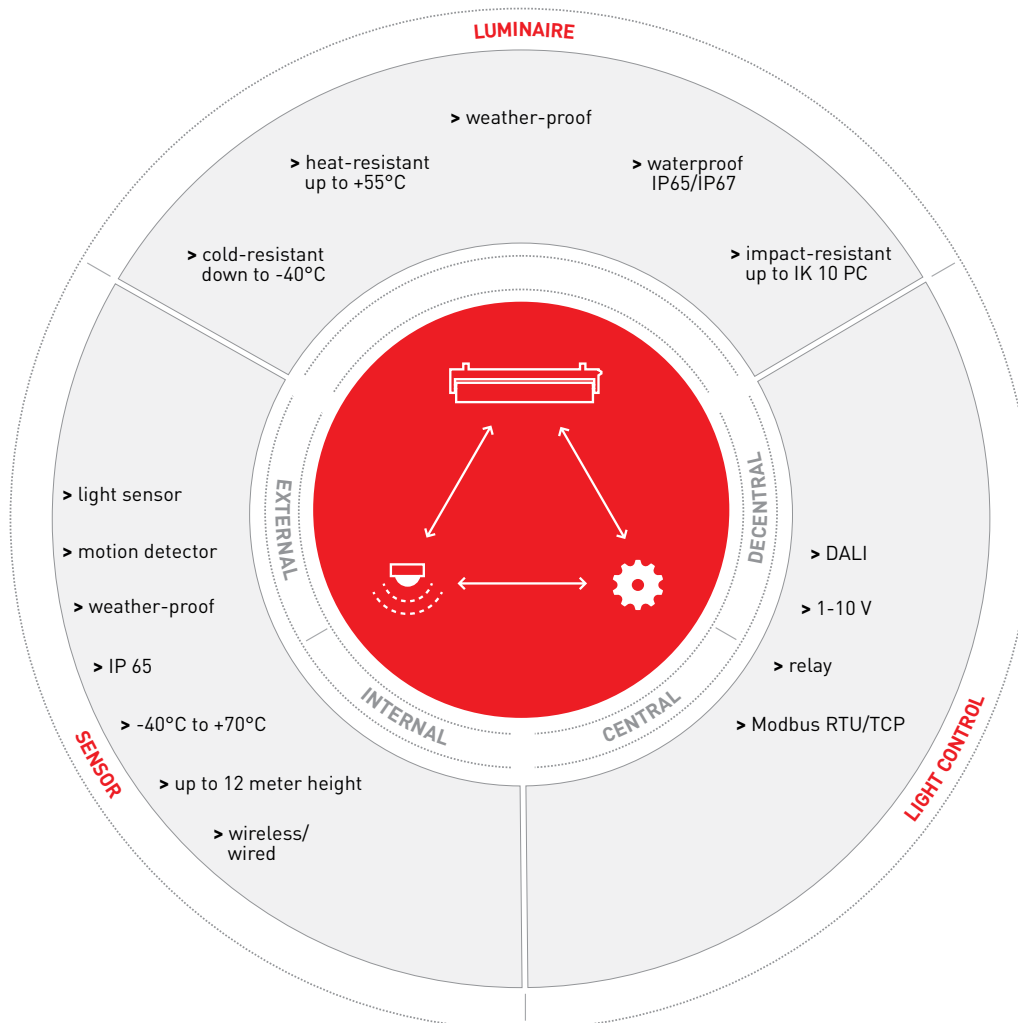 LUMINAIRE
> weather-proof
> heat-resistant
up to +55°C
> waterproof
IP65/IP67
> cold-resistant
down to -40°C
> impact-resistant
up to IK 10 PC
EXTERNAL
DECENTRAL
INTERNAL
CENTRAL
> light sensor
> motion detector
> weather-proof
> IP 65
> -40°C to +70°C
> up to 12 meter height
> wireless/
wired
SENSOR
> DALI
> 1-10 V
> relay
> Modbus RTU/TCP
LIGHT CONTROL